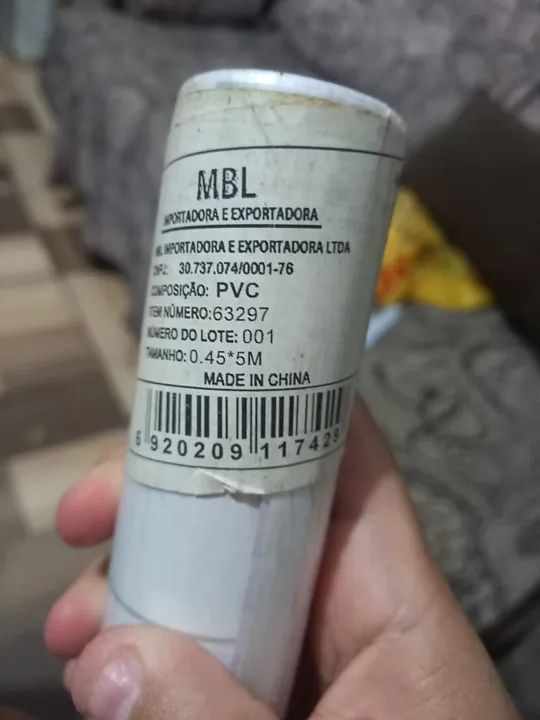 MBL
IMPORTADORA E EXPORTADORA
MBL IMPORTADORA E EXPORTADORA LTDA
CNPJ: 30.737.074/0001-76
COMPOSIÇÃO: PVC
ITEM NÚMERO:63297
NÚMERO DO LOTE: 001
TAMANHO: 0.45*5M
MADE IN CHINA
6 920209 117429